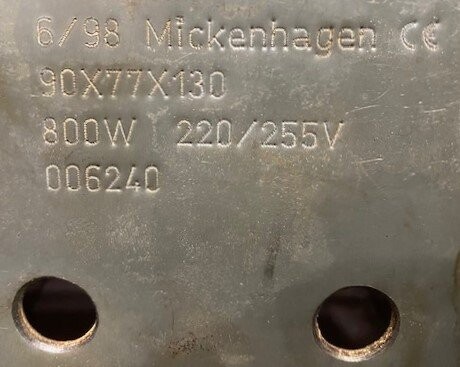 6/98 Mickenhagen CE
90X77X130
800W 220/255V
006240